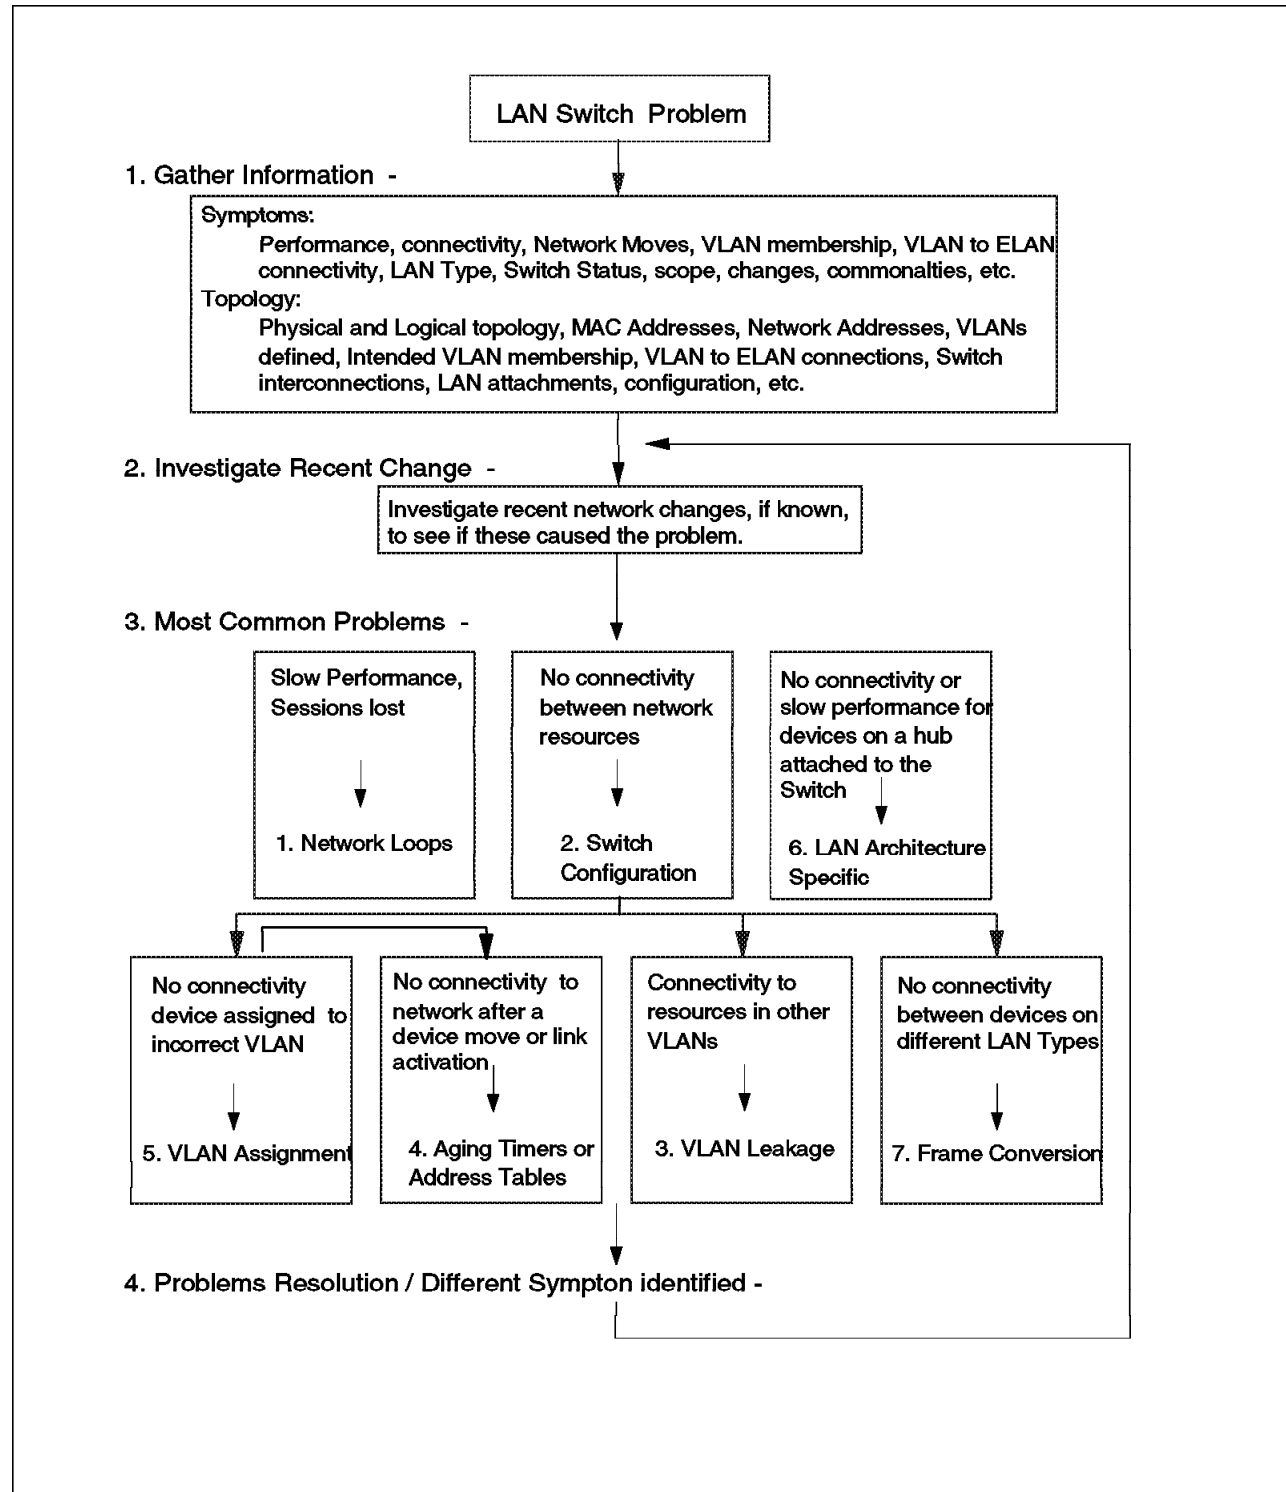 LAN Switch Problem
1. Gather Information -
Symptoms:
Performance, connectivity, Network Moves, VLAN membership, VLAN to ELAN
connectivity, LAN Type, Switch Status, scope, changes, commonalties, etc.
Topology:
Physical and Logical topology, MAC Addresses, Network Addresses, VLANs
defined, Intended VLAN membership, VLAN to ELAN connections, Switch
interconnections, LAN attachments, configuration, etc.
2. Investigate Recent Change -
Investigate recent network changes, if known,
to see if these caused the problem.
3. Most Common Problems -
Slow Performance,
Sessions lost
1. Network Loops
No connectivity
between network
resources
2. Switch
Configuration
No connectivity or
slow performance for
devices on a hub
attached to the
Switch
6. LAN Architecture
Specific
No connectivity
device assigned to
incorrect VLAN
5. VLAN Assignment
No connectivity to
network after a
device move or link
activation
4. Aging Timers or
Address Tables
Connectivity to
resources in other
VLANs
3. VLAN Leakage
No connectivity
between devices on
different LAN Types
7. Frame Conversion
4. Problems Resolution / Different Sympton identified -